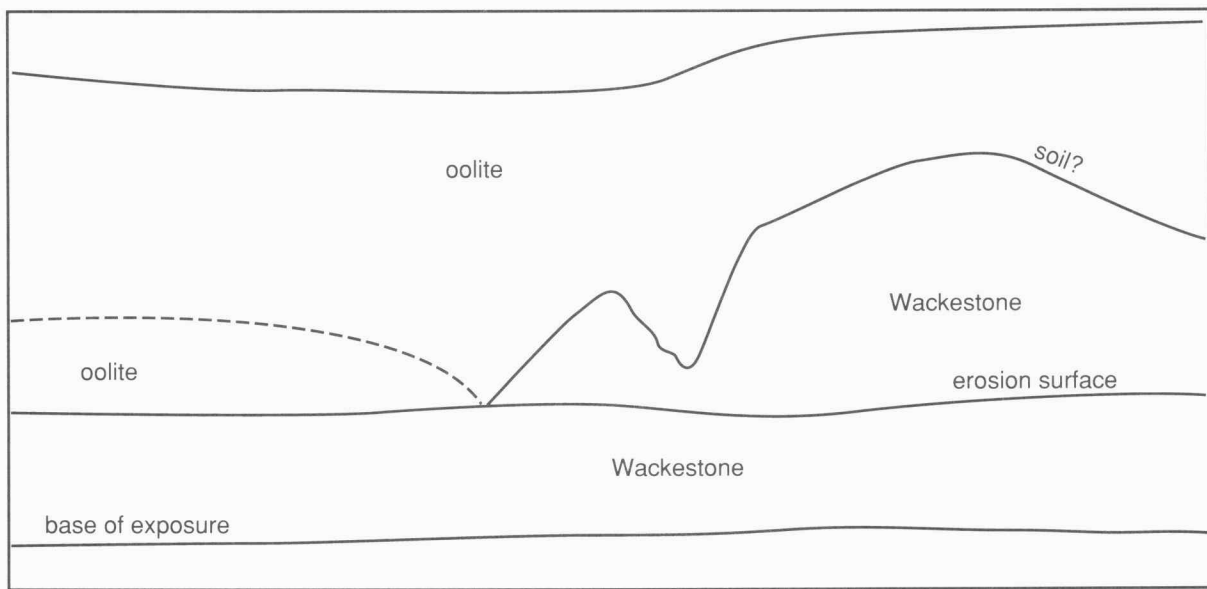 oolite
soil?
Wackestone
oolite
erosion surface
Wackestone
base of exposure